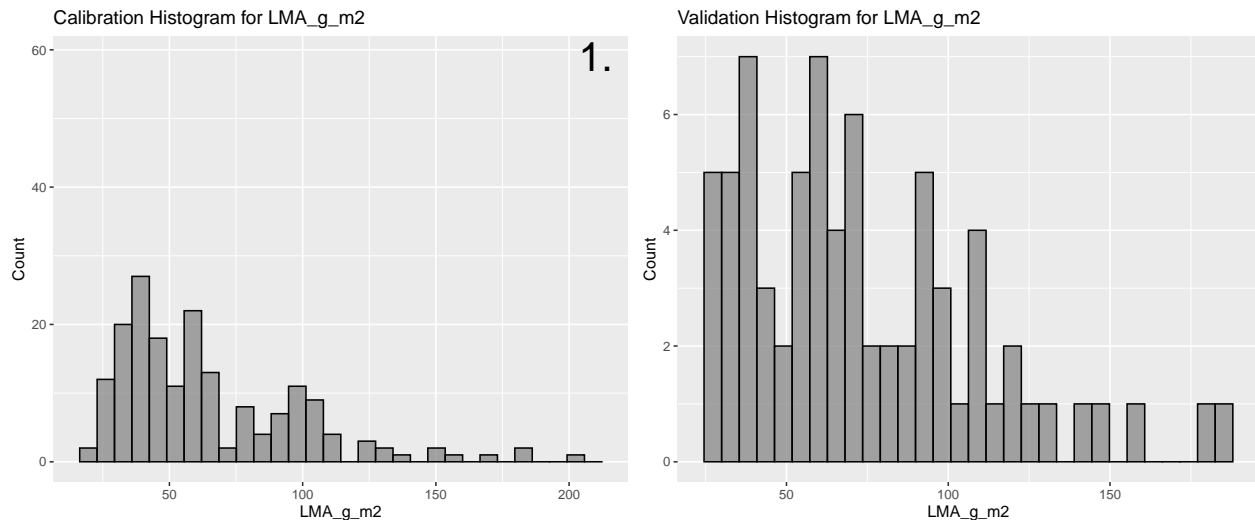 Calibration Histogram for LMA_g_m2
1.
60
40
20
0
Count
50 100 150 200
LMA_g_m2
Validation Histogram for LMA_g_m2
6
4
2
0
Count
50 100 150
LMA_g_m2